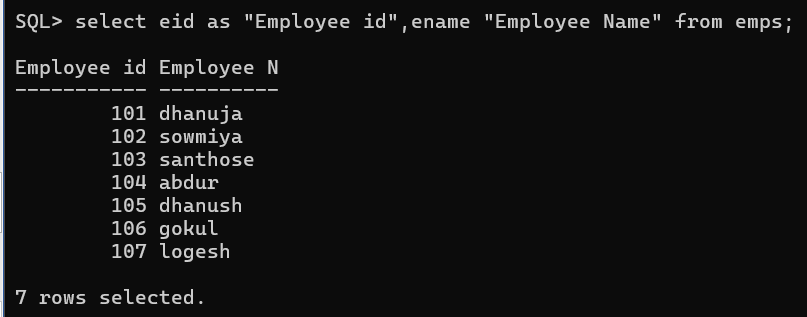 SQL> select eid as "Employee id",ename "Employee Name" from emps;
Employee id Employee N
----------- ----------
101 dhanuja
102 sowmiya
103 santhose
104 abdur
105 dhanush
106 gokul
107 logesh
7 rows selected.